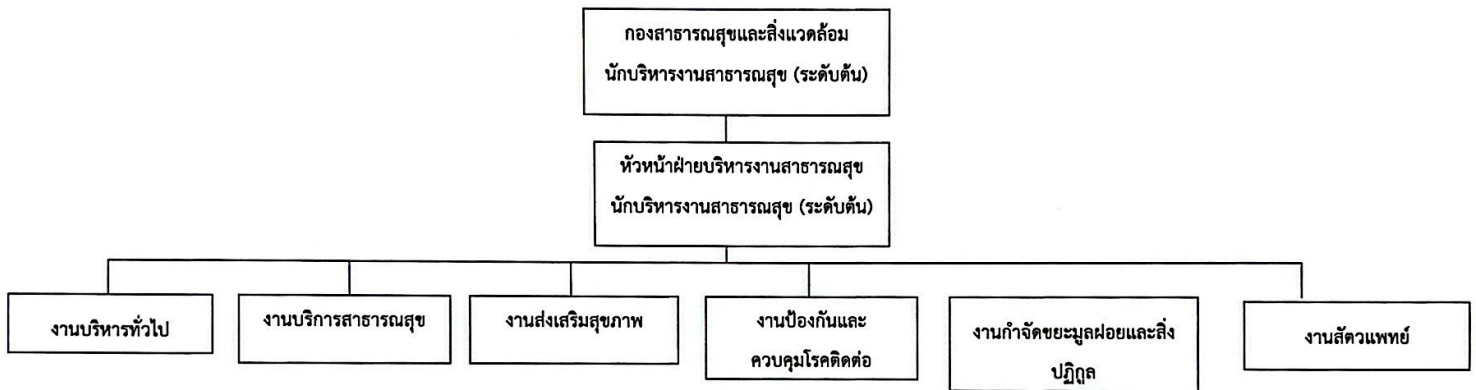 กองสาธารณสุขและสิ่งแวดล้อม
นักบริหารงานสาธารณสุข (ระดับต้น)
หัวหน้าฝ่ายบริหารงานสาธารณสุข
นักบริหารงานสาธารณสุข (ระดับต้น)
งานบริหารทั่วไป
งานบริการสาธารณสุข
งานส่งเสริมสุขภาพ
งานป้องกันและ
ควบคุมโรคติดต่อ
งานกำจัดขยะมูลฝอยและสิ่ง
ปฏิกูล
งานสัตวแพทย์